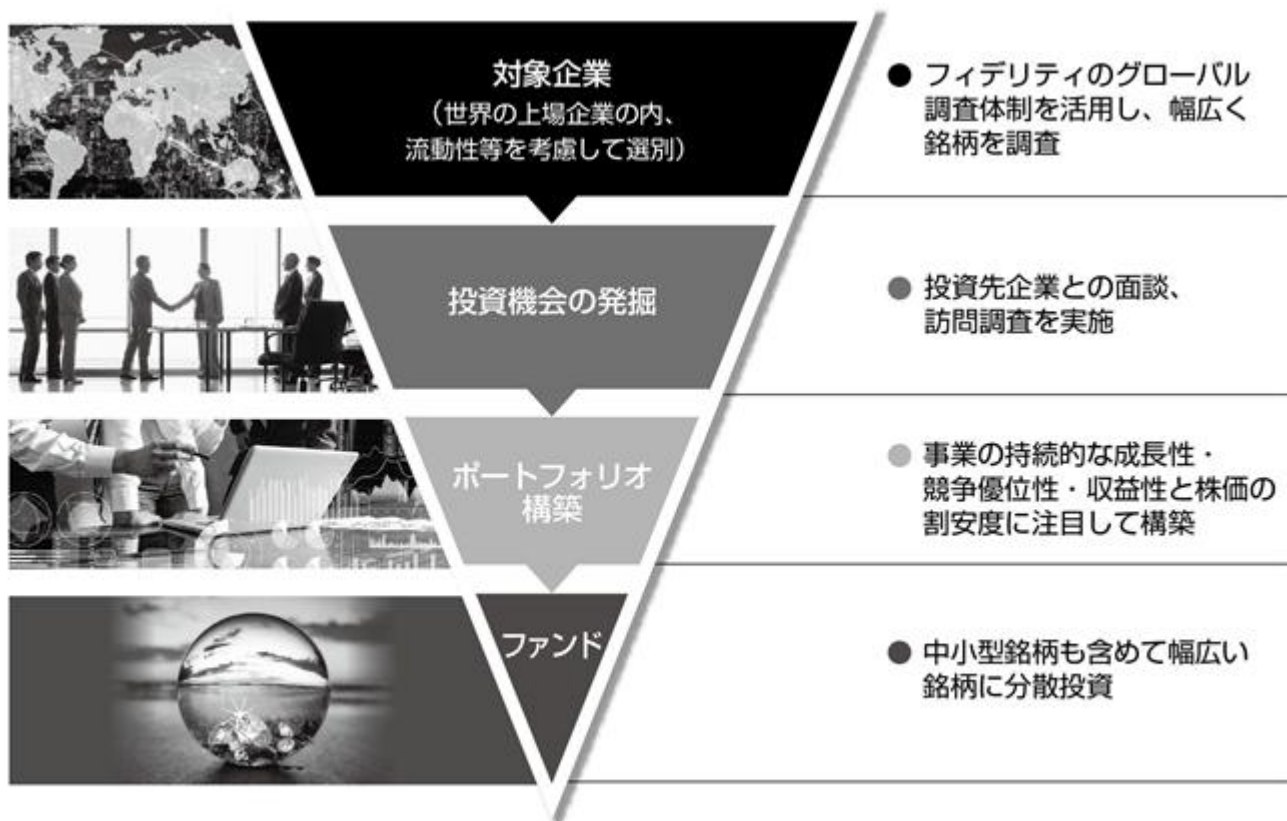 対象企業
（世界の上場企業の内、
流動性等を考慮して選別）
● フィデリティのグローバル
調査体制を活用し、幅広く
銘柄を調査
投資機会の発掘
● 投資先企業との面談、
訪問調査を実施
ポートフォリオ
構築
● 事業の持続的な成長性・
競争優位性・収益性と株価の
割安度に注目して構築
ファンド
● 中小型銘柄も含めて幅広い
銘柄に分散投資